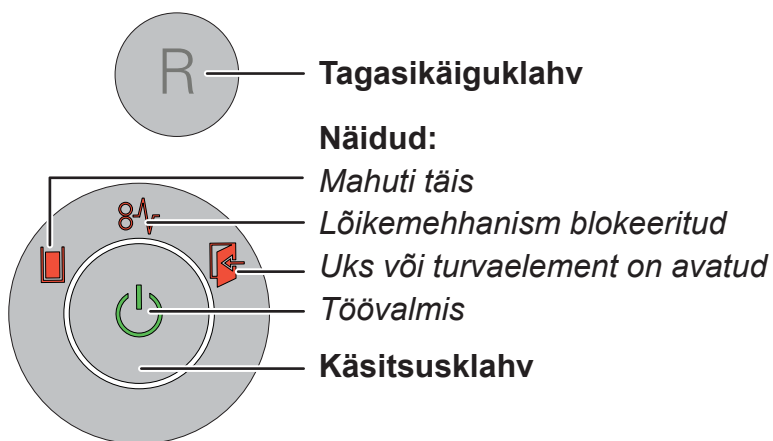 R
Tagasikäiguklahv
Näidud:
Mahuti täis
Lõikemehhanism blokeeritud
Uks või turvaelement on avatud
Töövalmis
Käsitsusklahv